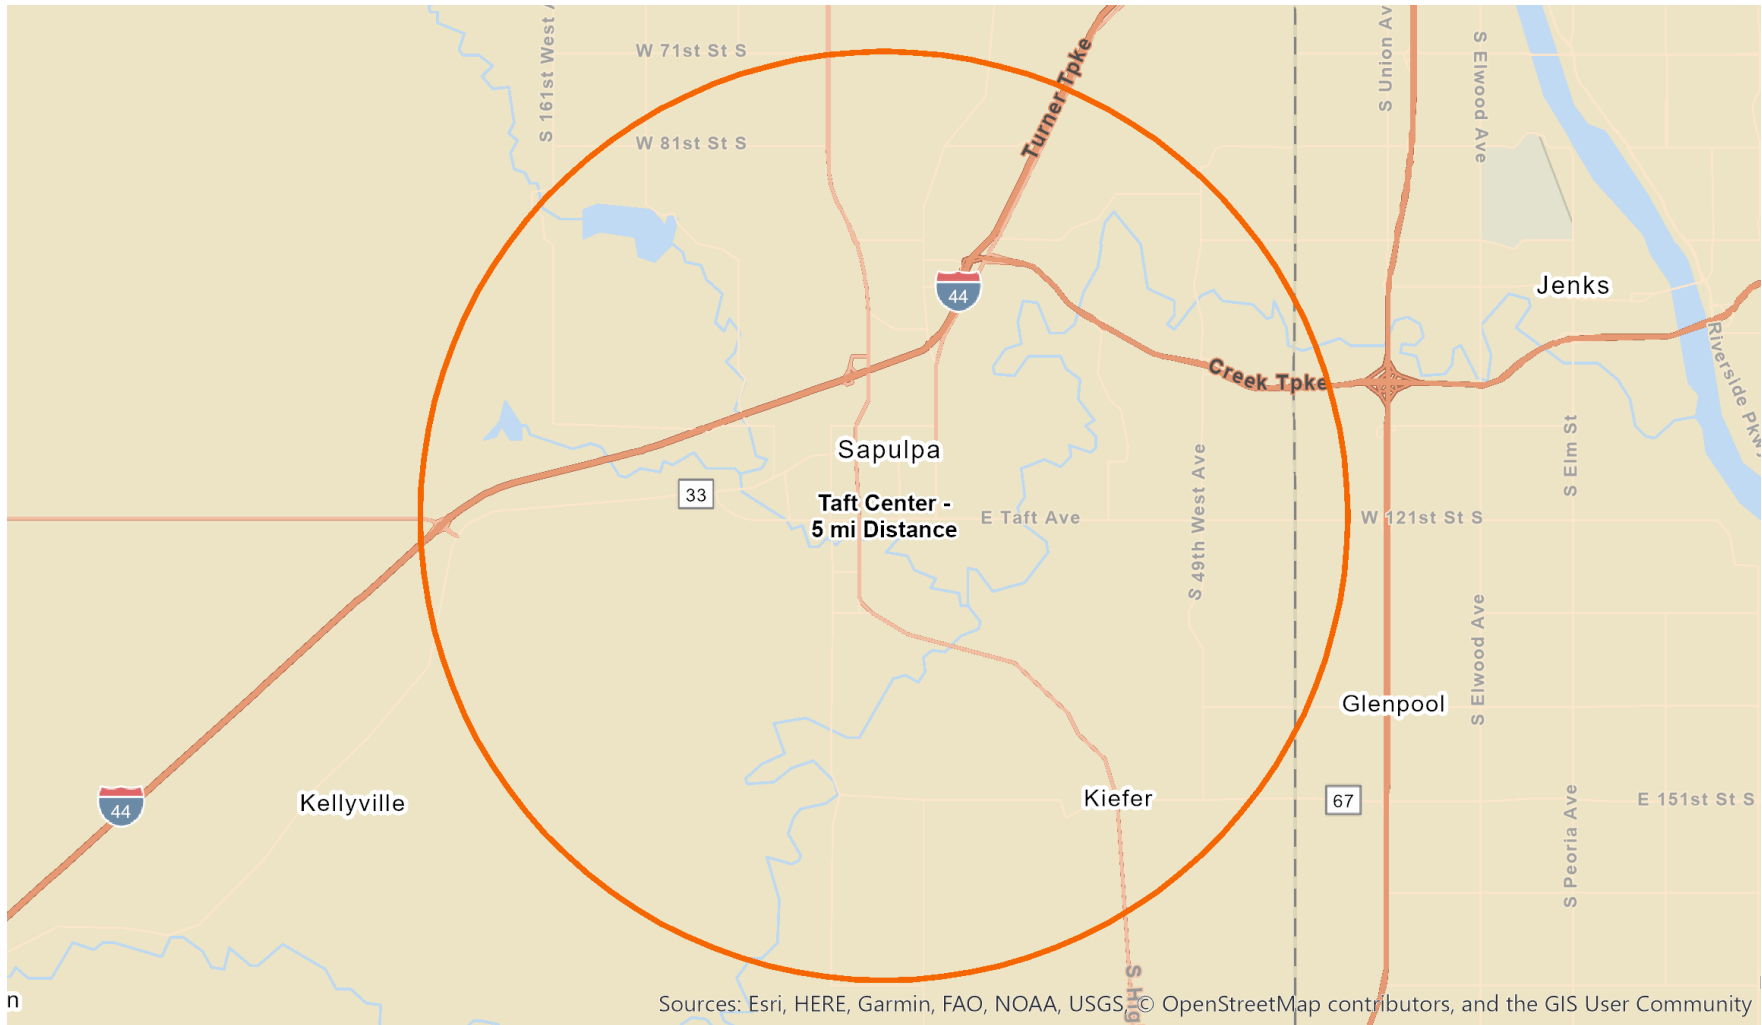 S 161st West
W 71st St S
Turner Tpke
S Union Av
S Elwood Ave
W 81st St S
44
Jenks
Riverside Pkwy
Creek Tpke
Sapulpa
S Elm St
33
Taft Center -
5 mi Distance
E Taft Ave
S 49th West Ave
W 121st St S
S Elwood Ave
Glenpool
44
Kellyville
Kiefer
67
E 151st St S
S Peoria Ave
n
S Hig
Sources: Esri, HERE, Garmin, FAO, NOAA, USGS, © OpenStreetMap contributors, and the GIS User Community